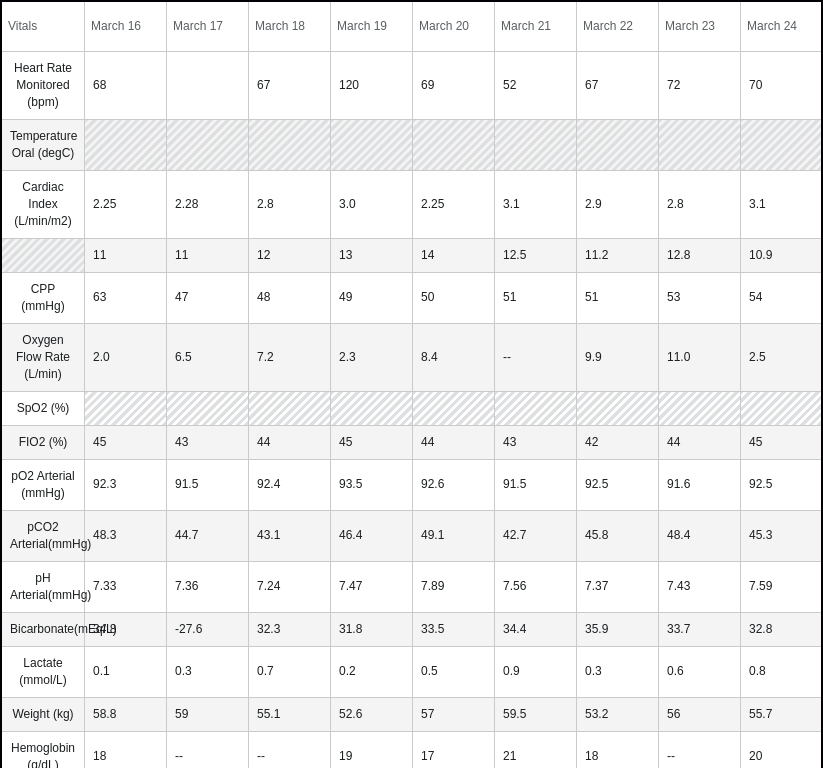 Vitals March 16 March 17 March 18 March 19 March 20 March 21 March 22 March 23 March 24
Heart Rate
Monitored
(bpm)
68 67 120 69 52 67 72 70
Temperature
Oral (degC)
Cardiac
Index
(L/min/m2)
2.25 2.28 2.8 3.0 2.25 3.1 2.9 2.8 3.1
11 11 12 13 14 12.5 11.2 12.8 10.9
CPP
(mmHg)
63 47 48 49 50 51 51 53 54
Oxygen
Flow Rate
(L/min)
2.0 6.5 7.2 2.3 8.4 -- 9.9 11.0 2.5
SpO2 (%)
FIO2 (%) 45 43 44 45 44 43 42 44 45
pO2 Arterial
(mmHg)
92.3 91.5 92.4 93.5 92.6 91.5 92.5 91.6 92.5
pCO2
Arterial(mmHg)
48.3 44.7 43.1 46.4 49.1 42.7 45.8 48.4 45.3
pH
Arterial(mmHg)
7.33 7.36 7.24 7.47 7.89 7.56 7.37 7.43 7.59
Bicarbonate(mEq/L) -27.6 32.3 31.8 33.5 34.4 35.9 33.7 32.8
Lactate
(mmol/L)
0.1 0.3 0.7 0.2 0.5 0.9 0.3 0.6 0.8
Weight (kg) 58.8 59 55.1 52.6 57 59.5 53.2 56 55.7
Hemoglobin
(g/dL)
18 -- -- 19 17 21 18 -- 20